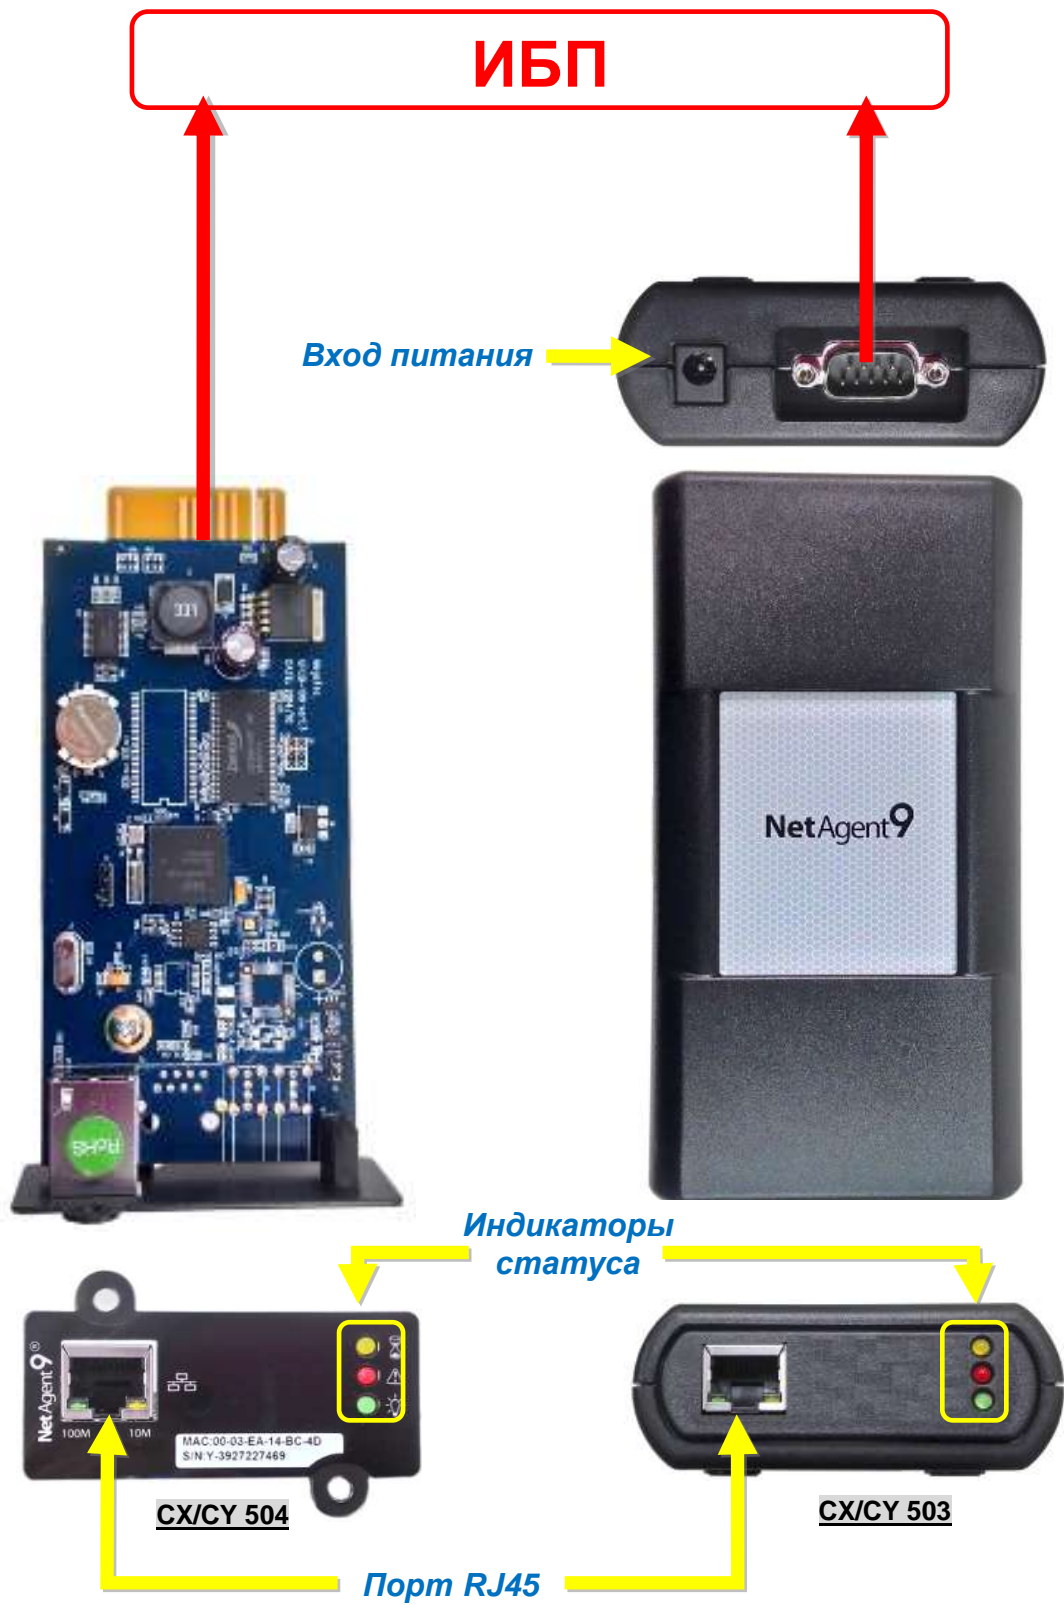 ИБП
Вход питания
NetAgent9
RoHS
Индикаторы
статуса
NetAgent9®
100M 10M
MAC:00-03-EA-14-BC-4D
S/N:Y-3927227469
CX/CY 504
CX/CY 503
Порт RJ45